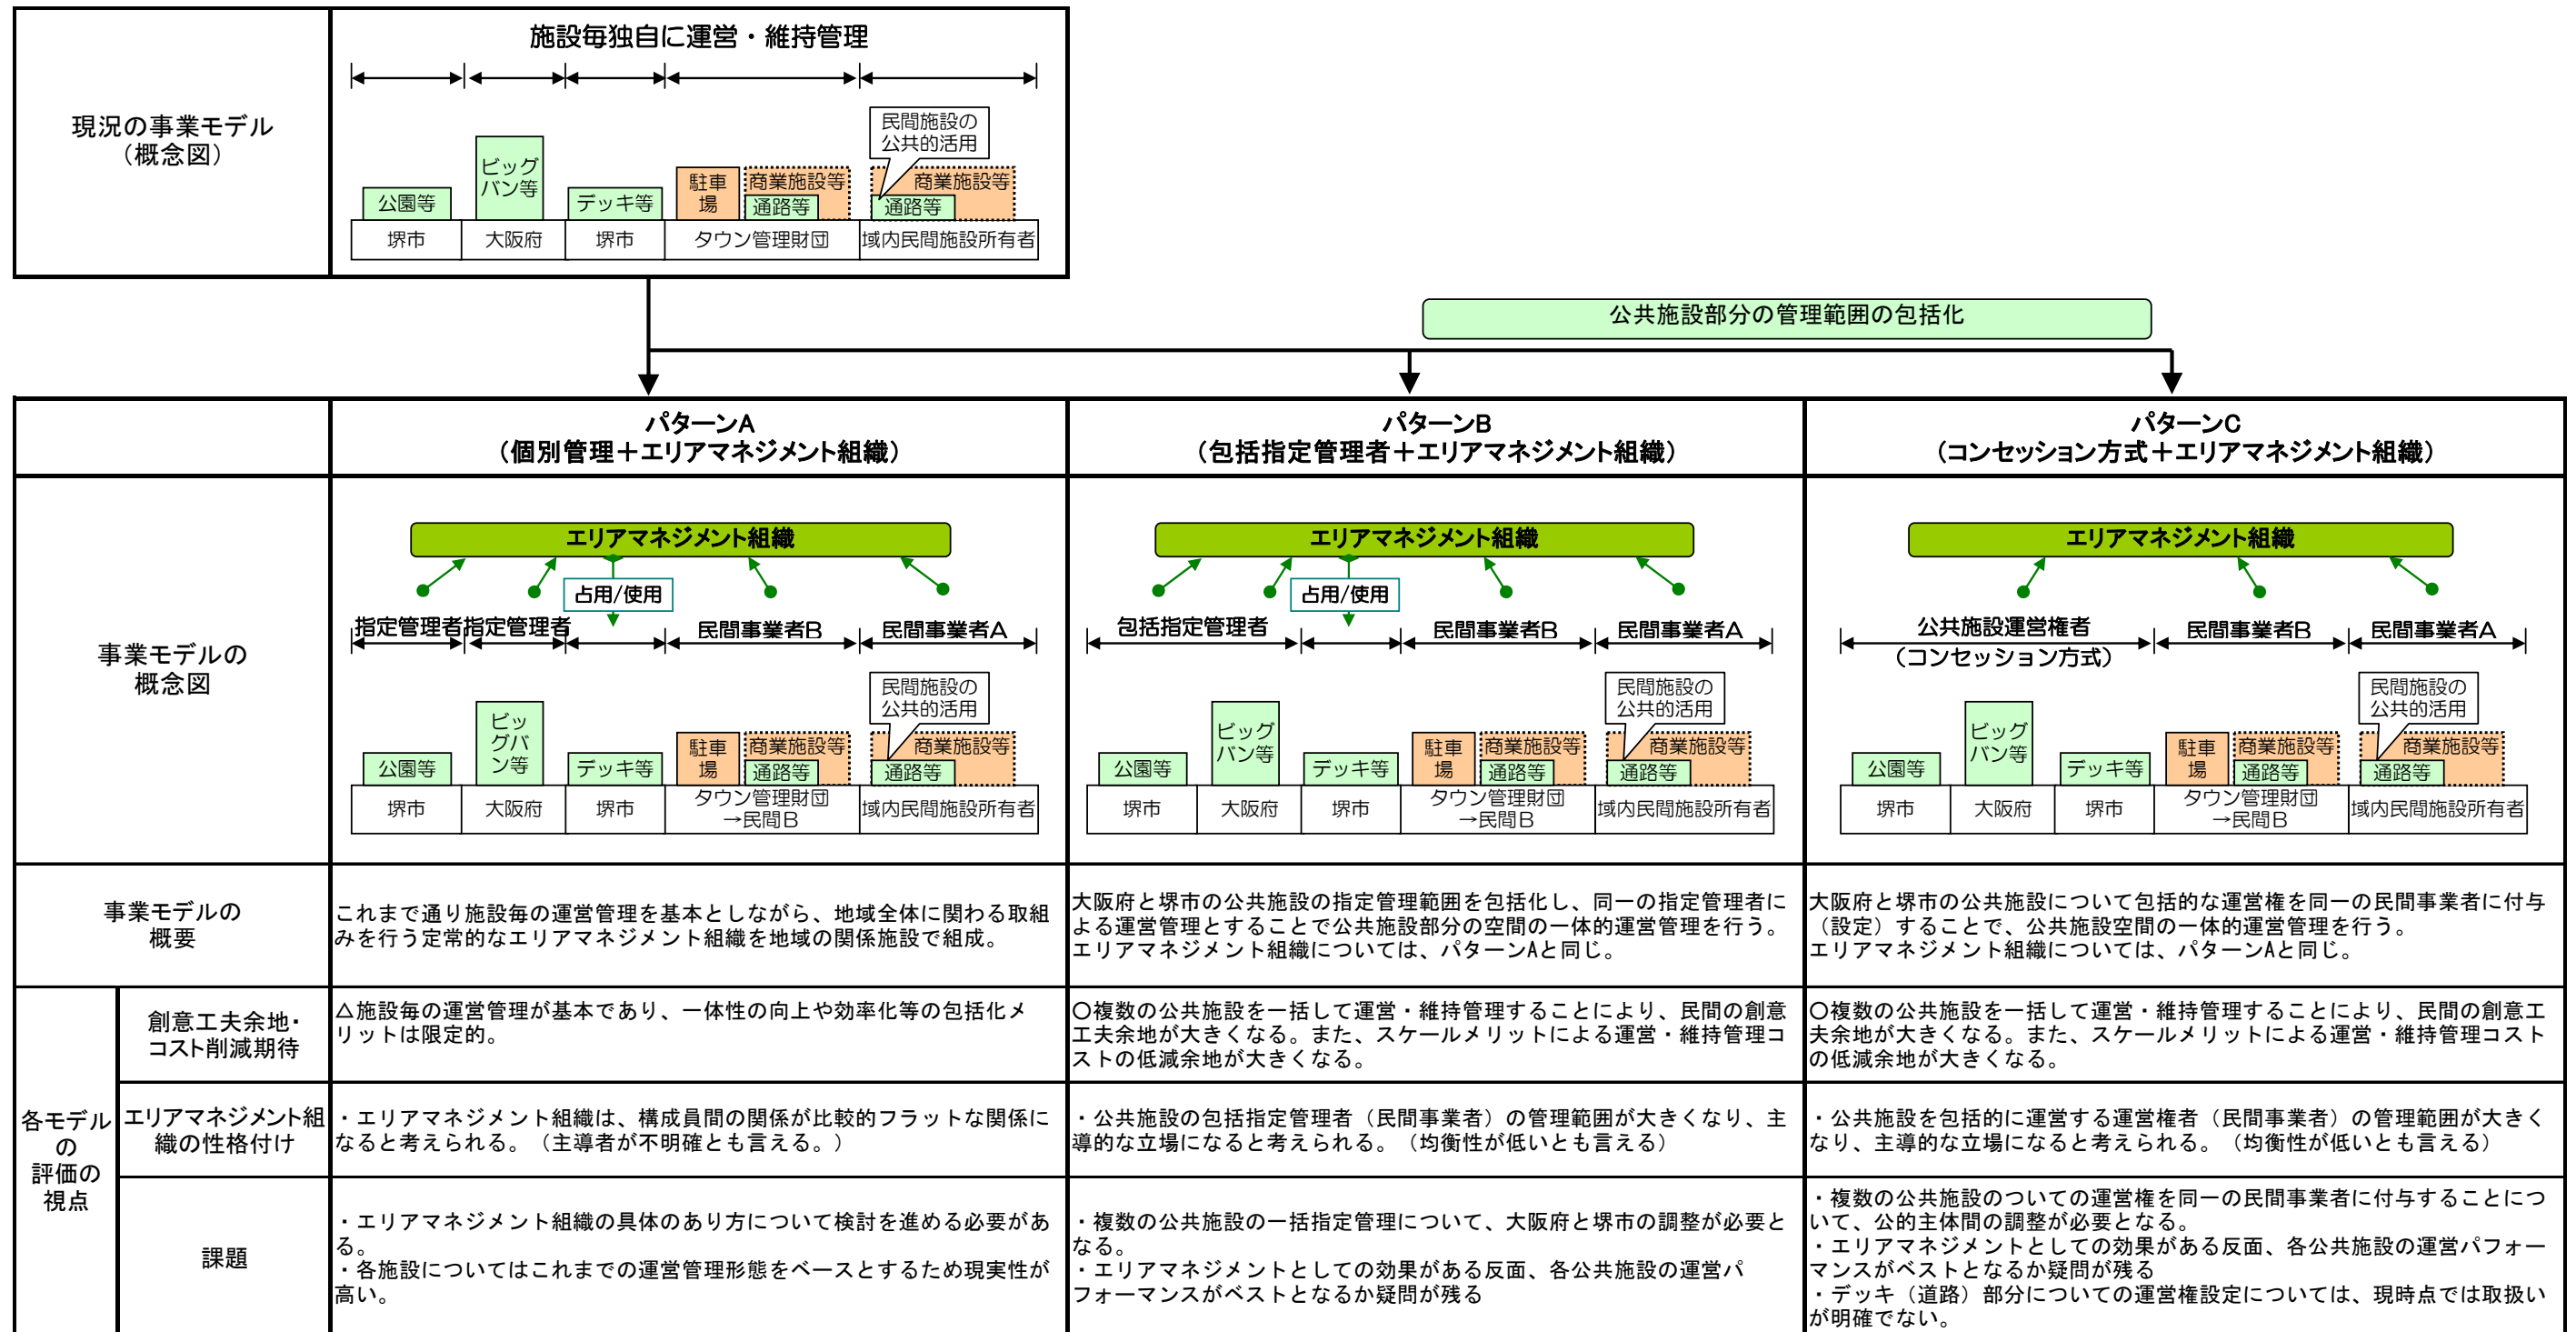 現況の事業モデル
（概念図）
施設毎独自に運営・維持管理
民間施設の
公共的活用
公園等
ビッグ
バン等
デッキ等
駐車
場
商業施設等
通路等
商業施設等
通路等
堺市
大阪府
堺市
タウン管理財団
域内民間施設所有者
公共施設部分の管理範囲の包括化
パターンA
（個別管理＋エリアマネジメント組織）
パターンB
（包括指定管理者＋エリアマネジメント組織）
パターンC
（コンセッション方式＋エリアマネジメント組織）
事業モデルの
概念図
エリアマネジメント組織
占用/使用
指定管理者
指定管理者
民間事業者B
民間事業者A
民間施設の
公共的活用
公園等
ビッ
グバ
ン等
デッキ等
駐車
場
商業施設等
通路等
商業施設等
通路等
堺市
大阪府
堺市
タウン管理財団
→民間B
域内民間施設所有者
エリアマネジメント組織
占用/使用
包括指定管理者
民間事業者B
民間事業者A
民間施設の
公共的活用
公園等
ビッグ
バン等
デッキ等
駐車
場
商業施設等
通路等
商業施設等
通路等
堺市
大阪府
堺市
タウン管理財団
→民間B
域内民間施設所有者
エリアマネジメント組織
公共施設運営権者
（コンセッション方式）
民間事業者B
民間事業者A
民間施設の
公共的活用
公園等
ビッグ
バン等
デッキ等
駐車
場
商業施設等
通路等
商業施設等
通路等
堺市
大阪府
堺市
タウン管理財団
→民間B
域内民間施設所有者
事業モデルの
概要
これまで通り施設毎の運営管理を基本としながら、地域全体に関わる取組
みを行う定常的なエリアマネジメント組織を地域の関係施設で組成。
大阪府と堺市の公共施設の指定管理範囲を包括化し、同一の指定管理者に
よる運営管理とすることで公共施設部分の空間の一体的運営管理を行う。
エリアマネジメント組織については、パターンAと同じ。
大阪府と堺市の公共施設について包括的な運営権を同一の民間事業者に付与
（設定）することで、公共施設空間の一体的運営管理を行う。
エリアマネジメント組織については、パターンAと同じ。
各モデル
の
評価の
視点
創意工夫余地・
コスト削減期待
△施設毎の運営管理が基本であり、一体性の向上や効率化等の包括化メ
リットは限定的。
○複数の公共施設を一括して運営・維持管理することにより、民間の創意
工夫余地が大きくなる。また、スケールメリットによる運営・維持管理コ
ストの低減余地が大きくなる。
○複数の公共施設を一括して運営・維持管理することにより、民間の創意工
夫余地が大きくなる。また、スケールメリットによる運営・維持管理コスト
の低減余地が大きくなる。
エリアマネジメント組
織の性格付け
・エリアマネジメント組織は、構成員間の関係が比較的フラットな関係に
なると考えられる。（主導者が不明確とも言える。）
・公共施設の包括指定管理者（民間事業者）の管理範囲が大きくなり、主
導的な立場になると考えられる。（均衡性が低いとも言える）
・公共施設を包括的に運営する運営権者（民間事業者）の管理範囲が大きく
なり、主導的な立場になると考えられる。（均衡性が低いとも言える）
課題
・エリアマネジメント組織の具体のあり方について検討を進める必要があ
る。
・各施設についてはこれまでの運営管理形態をベースとするため現実性が
高い。
・複数の公共施設の一括指定管理について、大阪府と堺市の調整が必要と
なる。
・エリアマネジメントとしての効果がある反面、各公共施設の運営パ
フォーマンスがベストとなるか疑問が残る
・複数の公共施設のついての運営権を同一の民間事業者に付与することにつ
いて、公的主体間の調整が必要となる。
・エリアマネジメントとしての効果がある反面、各公共施設の運営パフォー
マンスがベストとなるか疑問が残る
・デッキ（道路）部分についての運営権設定については、現時点では取扱い
が明確でない。